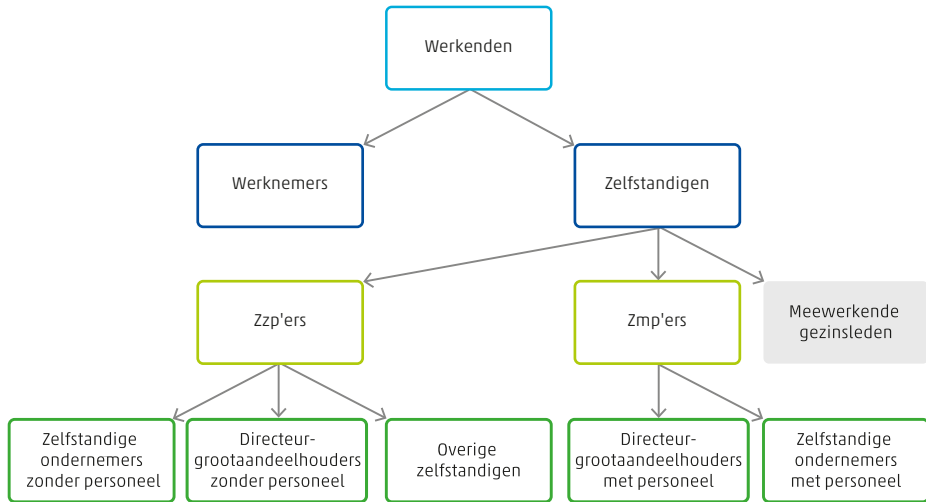 Werkenden
Werknemers
Zelfstandigen
Zzp'ers
Zmp'ers
Meewerkende
gezinsleden
Zelfstandige
ondernemers
zonder personeel
Directeur-
grootaandeelhouders
zonder personeel
Overige
zelfstandigen
Directeur-
grootaandeelhouders
met personeel
Zelfstandige
ondernemers
met personeel